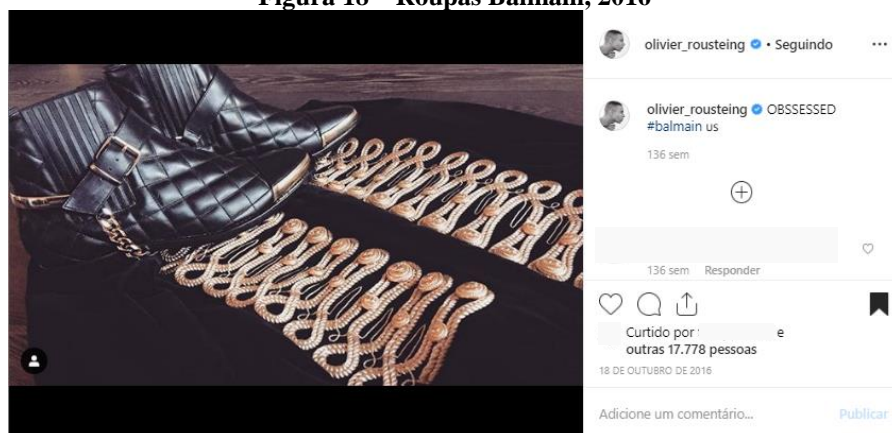 Figura 18 – Roupas Balmain, 2016
olivier_rousteing • Seguindo
olivier_rousteing OBSSESSED
#balmain us
136 sem
136 sem Responder
Curtido por e
outras 17.778 pessoas
18 DE OUTUBRO DE 2016
Adicione um comentário...
Publicar